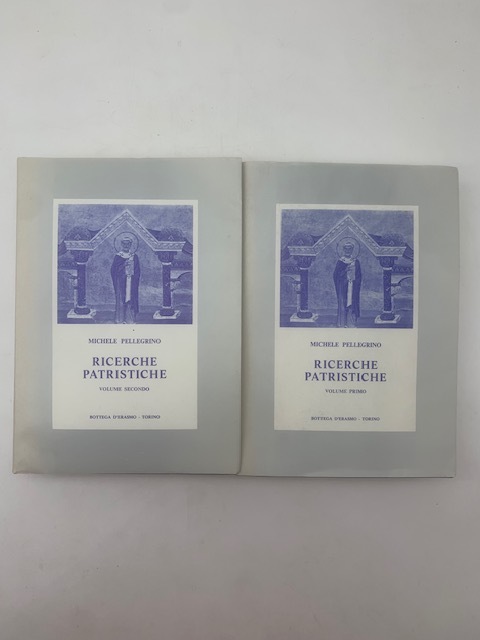 MICHELE PELLEGRINO
RICERCHE
PATRISTICHE
VOLUME SECONDO
BOTTEGA D'ERASMO - TORINO
MICHELE PELLEGRINO
RICERCHE
PATRISTICHE
VOLUME PRIMO
BOTTEGA D'ERASMO - TORINO